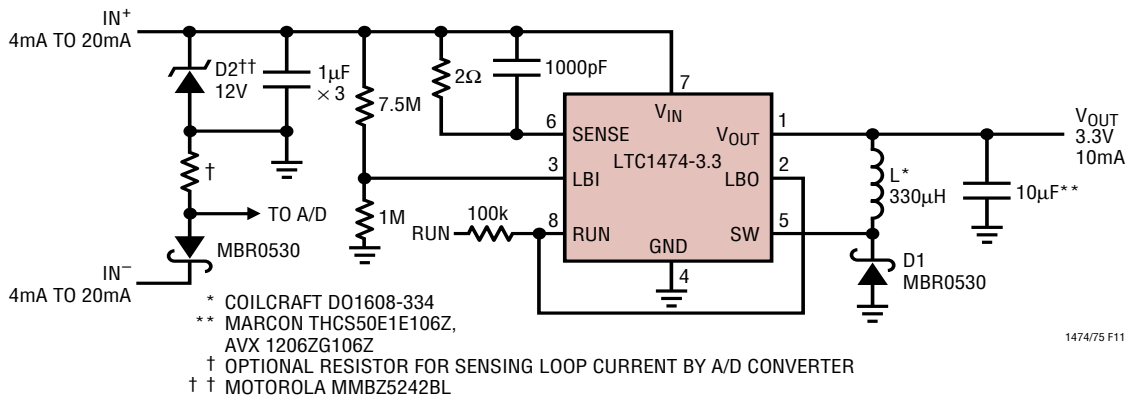 IN+
4mA TO 20mA
D2††
12V
1µF
× 3
7.5M
2Ω
1000pF
7
VIN
6
SENSE
VOUT
1
VOUT
3.3V
10mA
LTC1474-3.3
3
LBI
LBO
2
L*
330µH
10µF**
†
TO A/D
1M
100k
RUN
8
RUN
SW
5
GND
4
MBR0530
D1
MBR0530
IN−
4mA TO 20mA
* COILCRAFT DO1608-334
** MARCON THCS50E1E106Z,
AVX 1206ZG106Z
† OPTIONAL RESISTOR FOR SENSING LOOP CURRENT BY A/D CONVERTER
† † MOTOROLA MMBZ5242BL
1474/75 F11